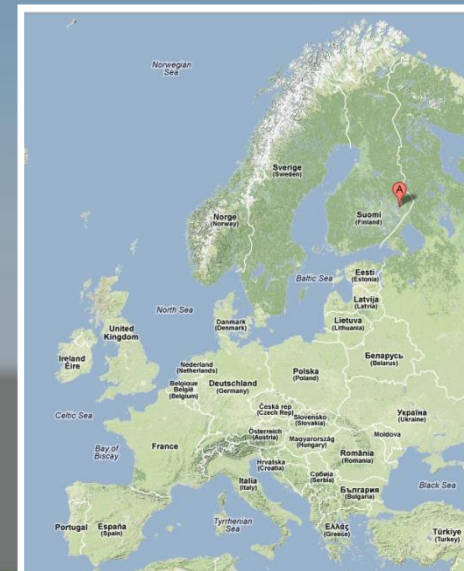 Norwegian
Sea
Sverige
(Sweden)
A
Norge
(Norway)
Suomi
(Finland)
Eesti
(Estonia)
Baltic Sea
Latvija
(Latvia)
North Sea
Danmark
(Denmark)
Lietuva
(Lithuania)
United
Kingdom
Беларусь
(Belarus)
Ireland
Éire
Nederland
(Netherlands)
Polska
(Poland)
Belgique
België
(Belgium)
Deutschland
(Germany)
Celtic Sea
Česká rep
(Czech Rep)
Україна
(Ukraine)
Slovensko
(Slovakia)
Österreich
(Austria)
Magyarország
(Hungary)
Moldova
Bay of
Biscay
France
România
(Romania)
Hrvatska
(Croatia)
Србија
(Serbia)
Italia
(Italy)
България
(Bulgaria)
Black Sea
Portugal
España
(Spain)
Tyrrhenian
Sea
Ελλάς
(Greece)
Türkiye
(Turkey)